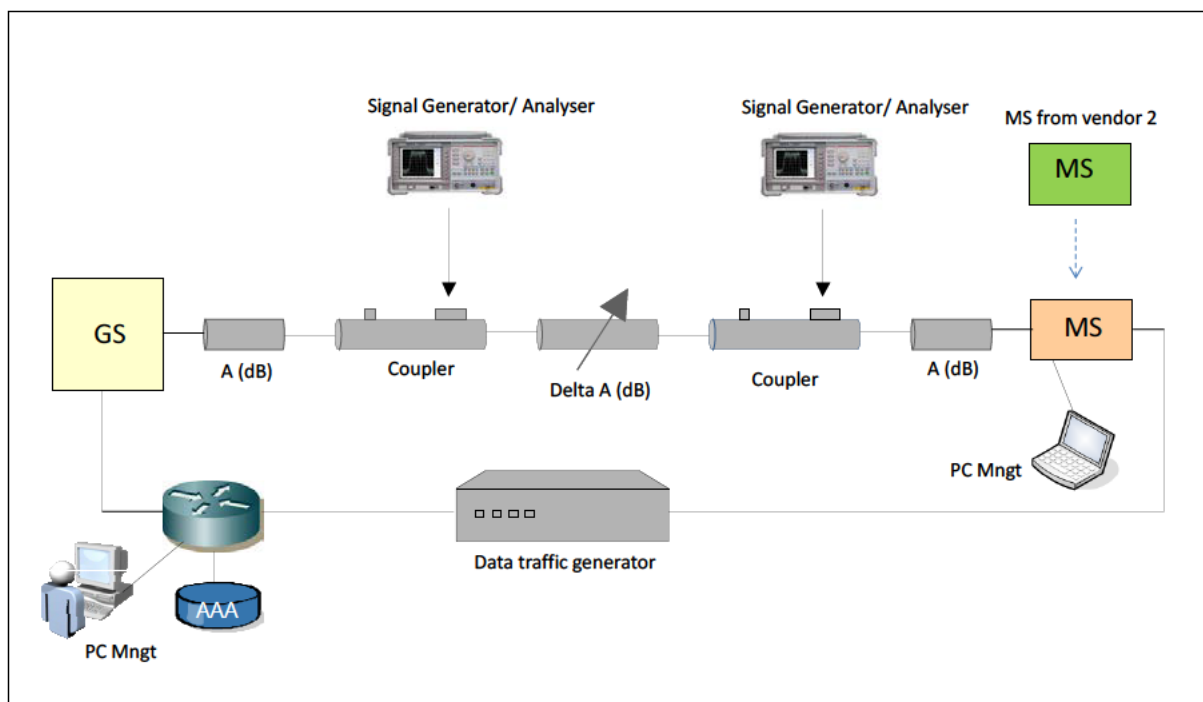 Signal Generator/ Analyser
Signal Generator/ Analyser
MS from vendor 2
MS
GS
MS
A (dB)
Coupler
Delta A (dB)
Coupler
A (dB)
PC Mngt
Data traffic generator
AAA
PC Mngt